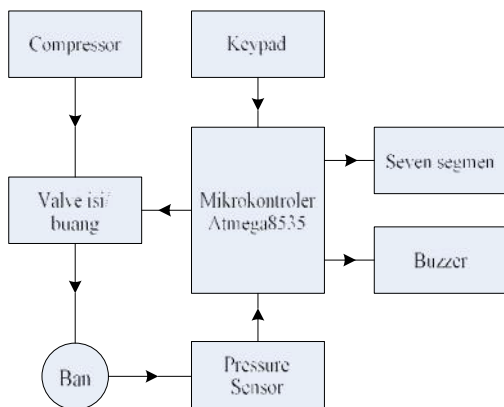 Compressor
Keypad
Valve isi/
buang
Mikrokontroler
Atmega8535
Seven segmen
Buzzer
Ban
Pressure
Sensor